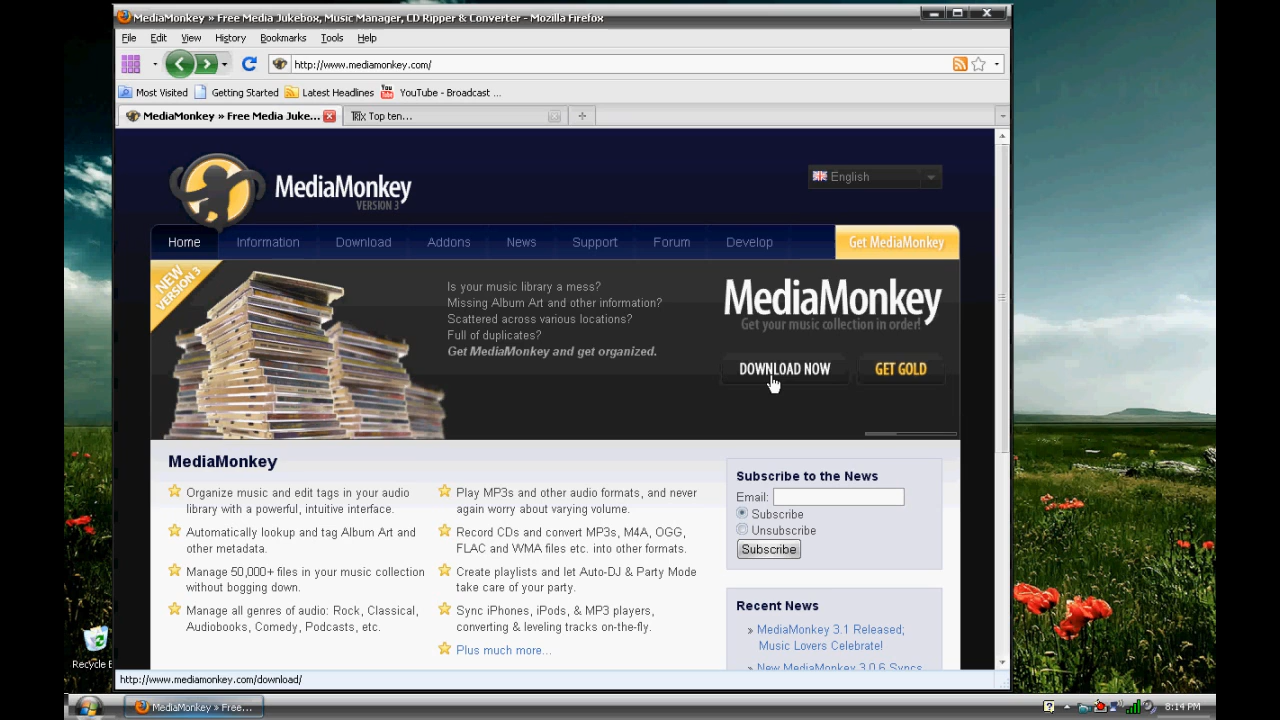 MediaMonkey » Free Media Jukebox, Music Manager, CD Ripper & Converter - Mozilla Firefox
File Edit View History Bookmarks Tools Help
http://www.mediamonkey.com/
Most Visited Getting Started Latest Headlines You Tube YouTube - Broadcast ...
MediaMonkey » Free Media Juke... Top ten...
MediaMonkey
VERSION 3
English
Home Information Download Addons News Support Forum Develop Get MediaMonkey
NEW VERSION 3
Is your music library a mess?
Missing Album Art and other information?
Scattered across various locations?
Full of duplicates?
Get MediaMonkey and get organized.
MediaMonkey
Get your music collection in order!
DOWNLOAD NOW GET GOLD
MediaMonkey
Organize music and edit tags in your audio
library with a powerful, intuitive interface.
Automatically lookup and tag Album Art and
other metadata.
Manage 50,000+ files in your music collection
without bogging down.
Manage all genres of audio: Rock, Classical,
Audiobooks, Comedy, Podcasts, etc.
Play MP3s and other audio formats, and never
again worry about varying volume.
Record CDs and convert MP3s, M4A, OGG,
FLAC and WMA files etc. into other formats.
Create playlists and let Auto-DJ & Party Mode
take care of your party.
Sync iPhones, iPods, & MP3 players,
converting & leveling tracks on-the-fly.
Plus much more...
Subscribe to the News
Email:
Subscribe
Unsubscribe
Subscribe
Recent News
» MediaMonkey 3.1 Released;
Music Lovers Celebrate!
» New MediaMonkey 3.0.6 Syncs
Recycle B
http://www.mediamonkey.com/download/
MediaMonkey » Free...
8:14 PM